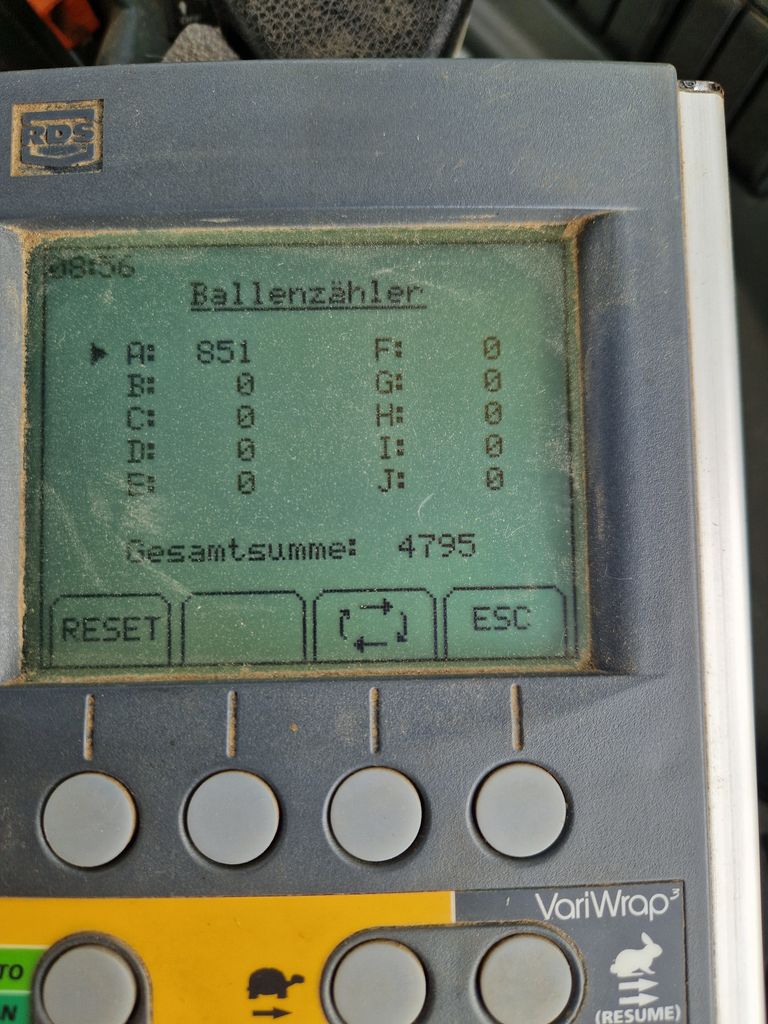 RDS
08:56
Ballenzähler
A: 851 F: 0
B: 0 G: 0
C: 0 H: 0
D: 0 I: 0
E: 0 J: 0
Gesamtsumme: 4795
RESET ESC
VariWrap³
TO
N
(RESUME)